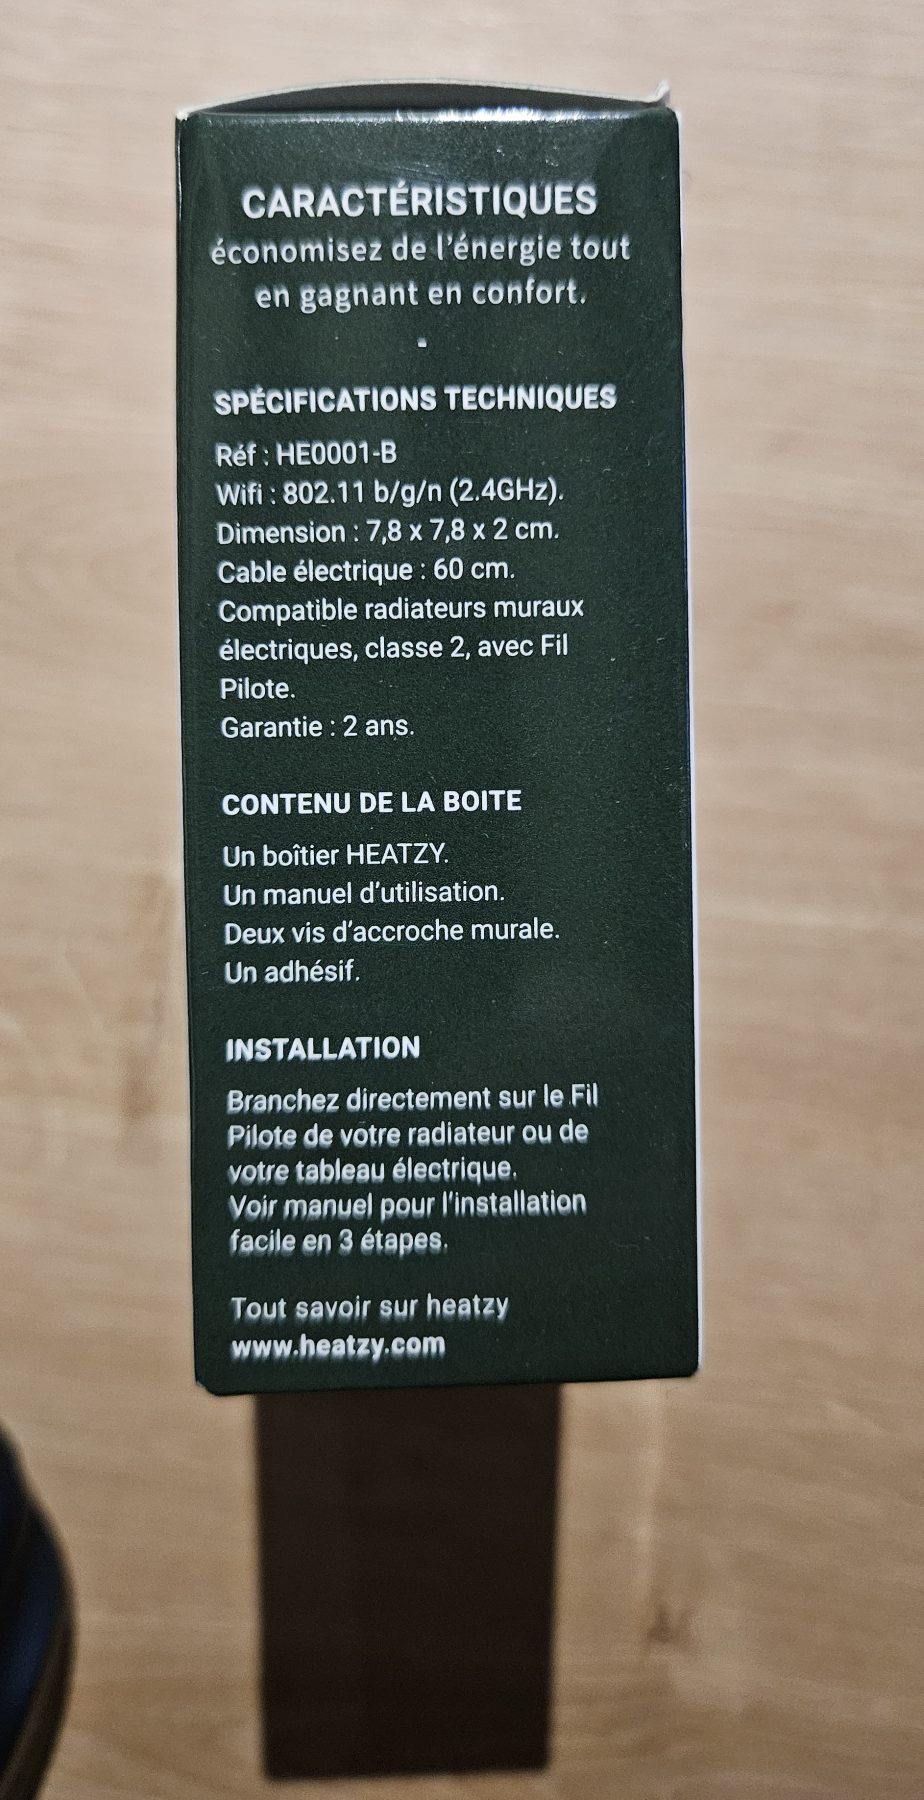 CARACTÉRISTIQUES
économisez de l'énergie tout
en gagnant en confort.
-
SPÉCIFICATIONS TECHNIQUES
Réf : HE0001-B
Wifi : 802.11 b/g/n (2.4GHz).
Dimension : 7,8 x 7,8 x 2 cm.
Cable électrique : 60 cm.
Compatible radiateurs muraux
électriques, classe 2, avec Fil
Pilote.
Garantie : 2 ans.
CONTENU DE LA BOITE
Un boîtier HEATZY.
Un manuel d'utilisation.
Deux vis d'accroche murale.
Un adhésif.
INSTALLATION
Branchez directement sur le Fil
Pilote de votre radiateur ou de
votre tableau électrique.
Voir manuel pour l'installation
facile en 3 étapes.
Tout savoir sur heatzy
www.heatzy.com